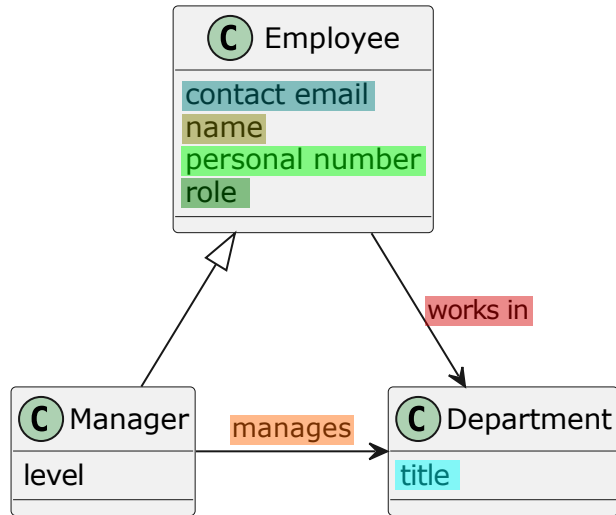 C Employee
contact email
name
personal number
role
works in
C Manager
manages
C Department
level
title